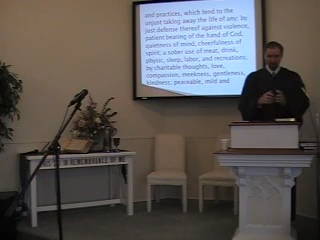 and practices, which tend to the
unjust taking away the life of any; by
just defense thereof against violence,
patient bearing of the hand of God,
quietness of mind, cheerfulness of
spirit; a sober use of meat, drink,
physic, sleep, labor, and recreations;
by charitable thoughts, love,
compassion, meekness, gentleness,
kindness; peaceable, mild and
IN REMEMBRANCE OF ME